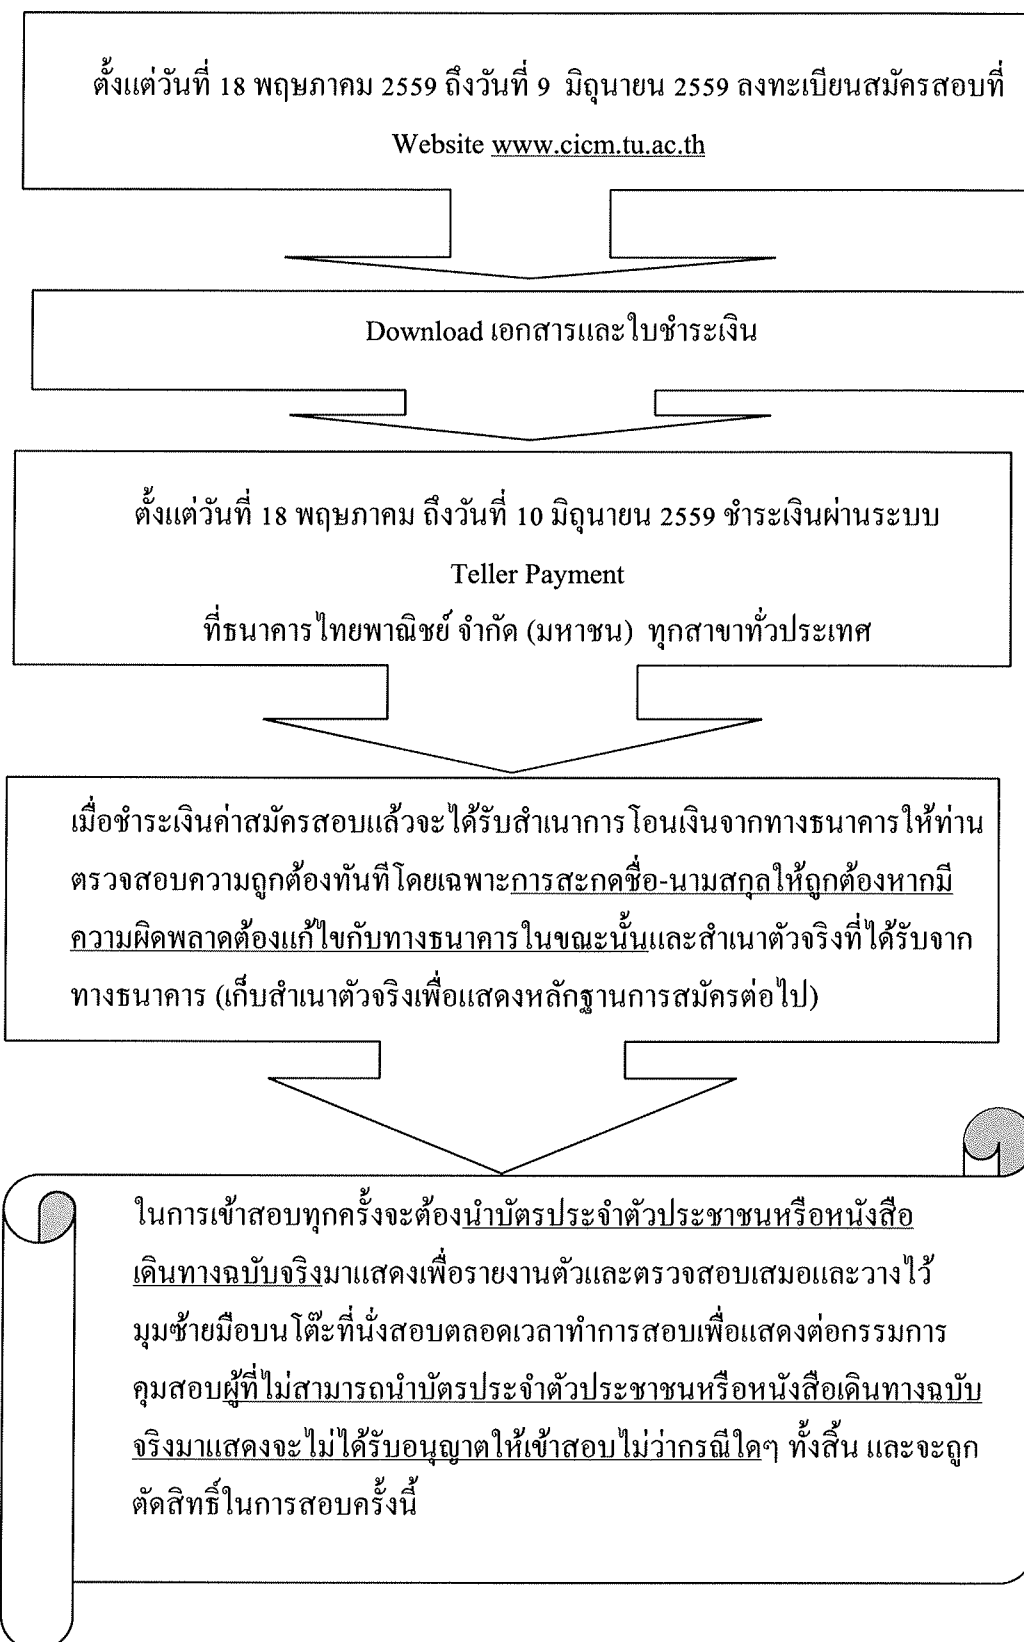 ตั้งแต่วันที่ 18 พฤษภาคม 2559 ถึงวันที่ 9 มิถุนายน 2559 ลงทะเบียนสมัครสอบที่
Website www.cicm.tu.ac.th
Download เอกสารและใบชำระเงิน
ตั้งแต่วันที่ 18 พฤษภาคม ถึงวันที่ 10 มิถุนายน 2559 ชำระเงินผ่านระบบ
Teller Payment
ที่ธนาคารไทยพาณิชย์ จำกัด (มหาชน) ทุกสาขาทั่วประเทศ
เมื่อชำระเงินค่าสมัครสอบแล้วจะได้รับสำเนาการโอนเงินจากทางธนาคารให้ท่าน
ตรวจสอบความถูกต้องทันทีโดยเฉพาะการสะกดชื่อ-นามสกุลให้ถูกต้องหากมี
ความผิดพลาดต้องแก้ไขกับทางธนาคารในขณะนั้นและสำเนาตัวจริงที่ได้รับจาก
ทางธนาคาร (เก็บสำเนาตัวจริงเพื่อแสดงหลักฐานการสมัครต่อไป)
ในการเข้าสอบทุกครั้งจะต้องนำบัตรประจำตัวประชาชนหรือหนังสือ
เดินทางฉบับจริงมาแสดงเพื่อรายงานตัวและตรวจสอบเสมอและวางไว้
มุมซ้ายมือบนโต๊ะที่นั่งสอบตลอดเวลาทำการสอบเพื่อแสดงต่อกรรมการ
คุมสอบผู้ที่ไม่สามารถนำบัตรประจำตัวประชาชนหรือหนังสือเดินทางฉบับ
จริงมาแสดงจะไม่ได้รับอนุญาตให้เข้าสอบไม่ว่ากรณีใดๆ ทั้งสิ้น และจะถูก
ตัดสิทธิ์ในการสอบครั้งนี้